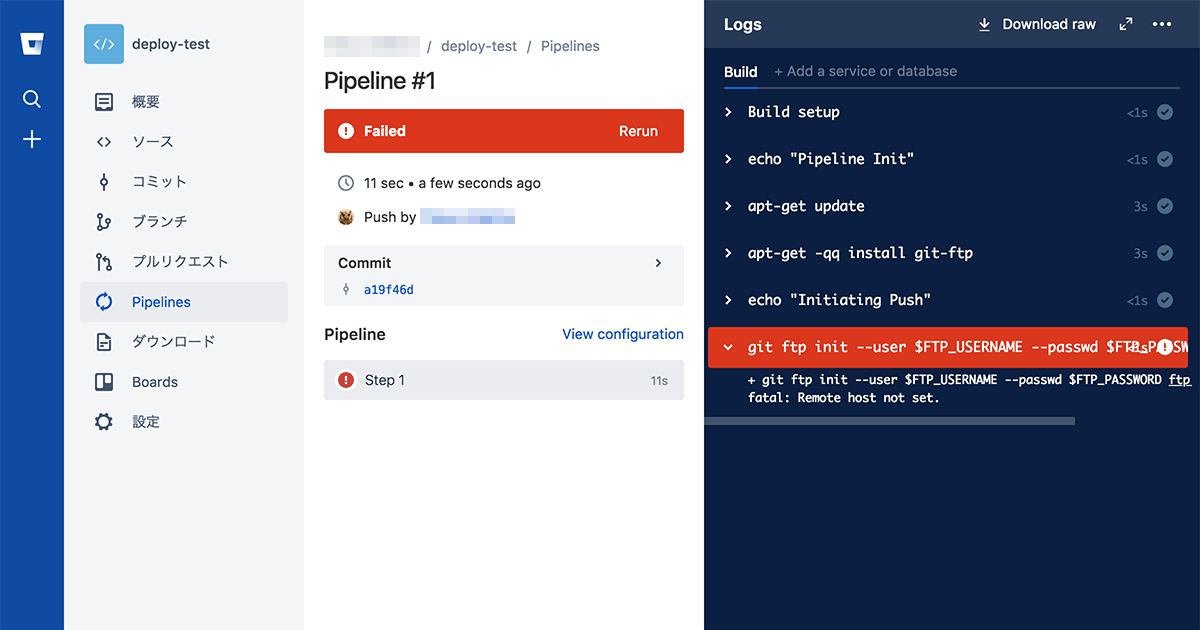 deploy-test
概要
ソース
コミット
ブランチ
プルリクエスト
Pipelines
ダウンロード
Boards
設定
/ deploy-test / Pipelines
Pipeline #1
Failed Rerun
11 sec • a few seconds ago
Push by
Commit
a19f46d
Pipeline View configuration
Step 1 11s
Logs Download raw
Build + Add a service or database
Build setup <1s
echo "Pipeline Init" <1s
apt-get update 3s
apt-get -qq install git-ftp 3s
echo "Initiating Push" <1s
git ftp init --user $FTP_USERNAME --passwd
+ git ftp init --user $FTP_USERNAME --passwd $FTP_PASSWORD ftp
fatal: Remote host not set.